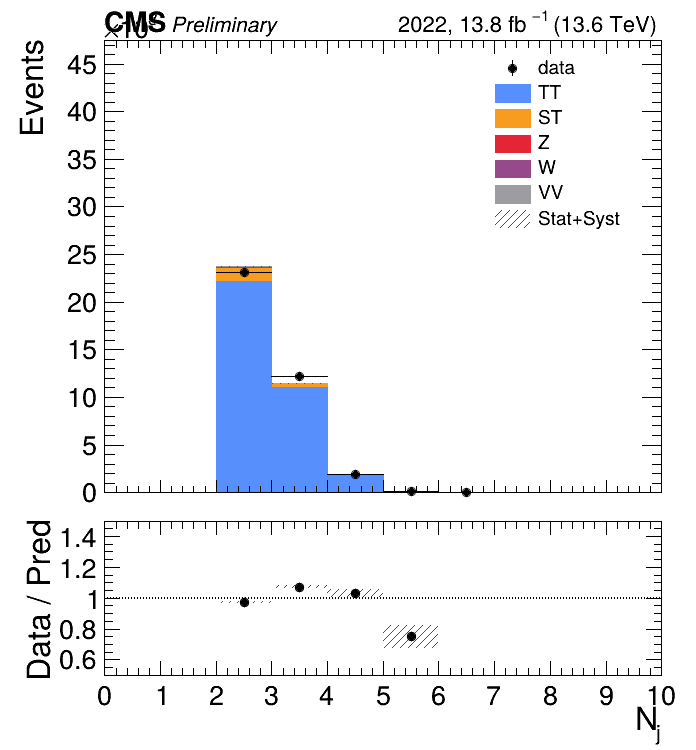 CMS Preliminary 2022, 13.8 fb⁻¹ (13.6 TeV)
Events
45
40
35
30
25
20
15
10
5
0
data
TT
ST
Z
W
VV
Stat+Syst
Data / Pred
1.4
1.2
1
0.8
0.6
0 1 2 3 4 5 6 7 8 9 10
N_j